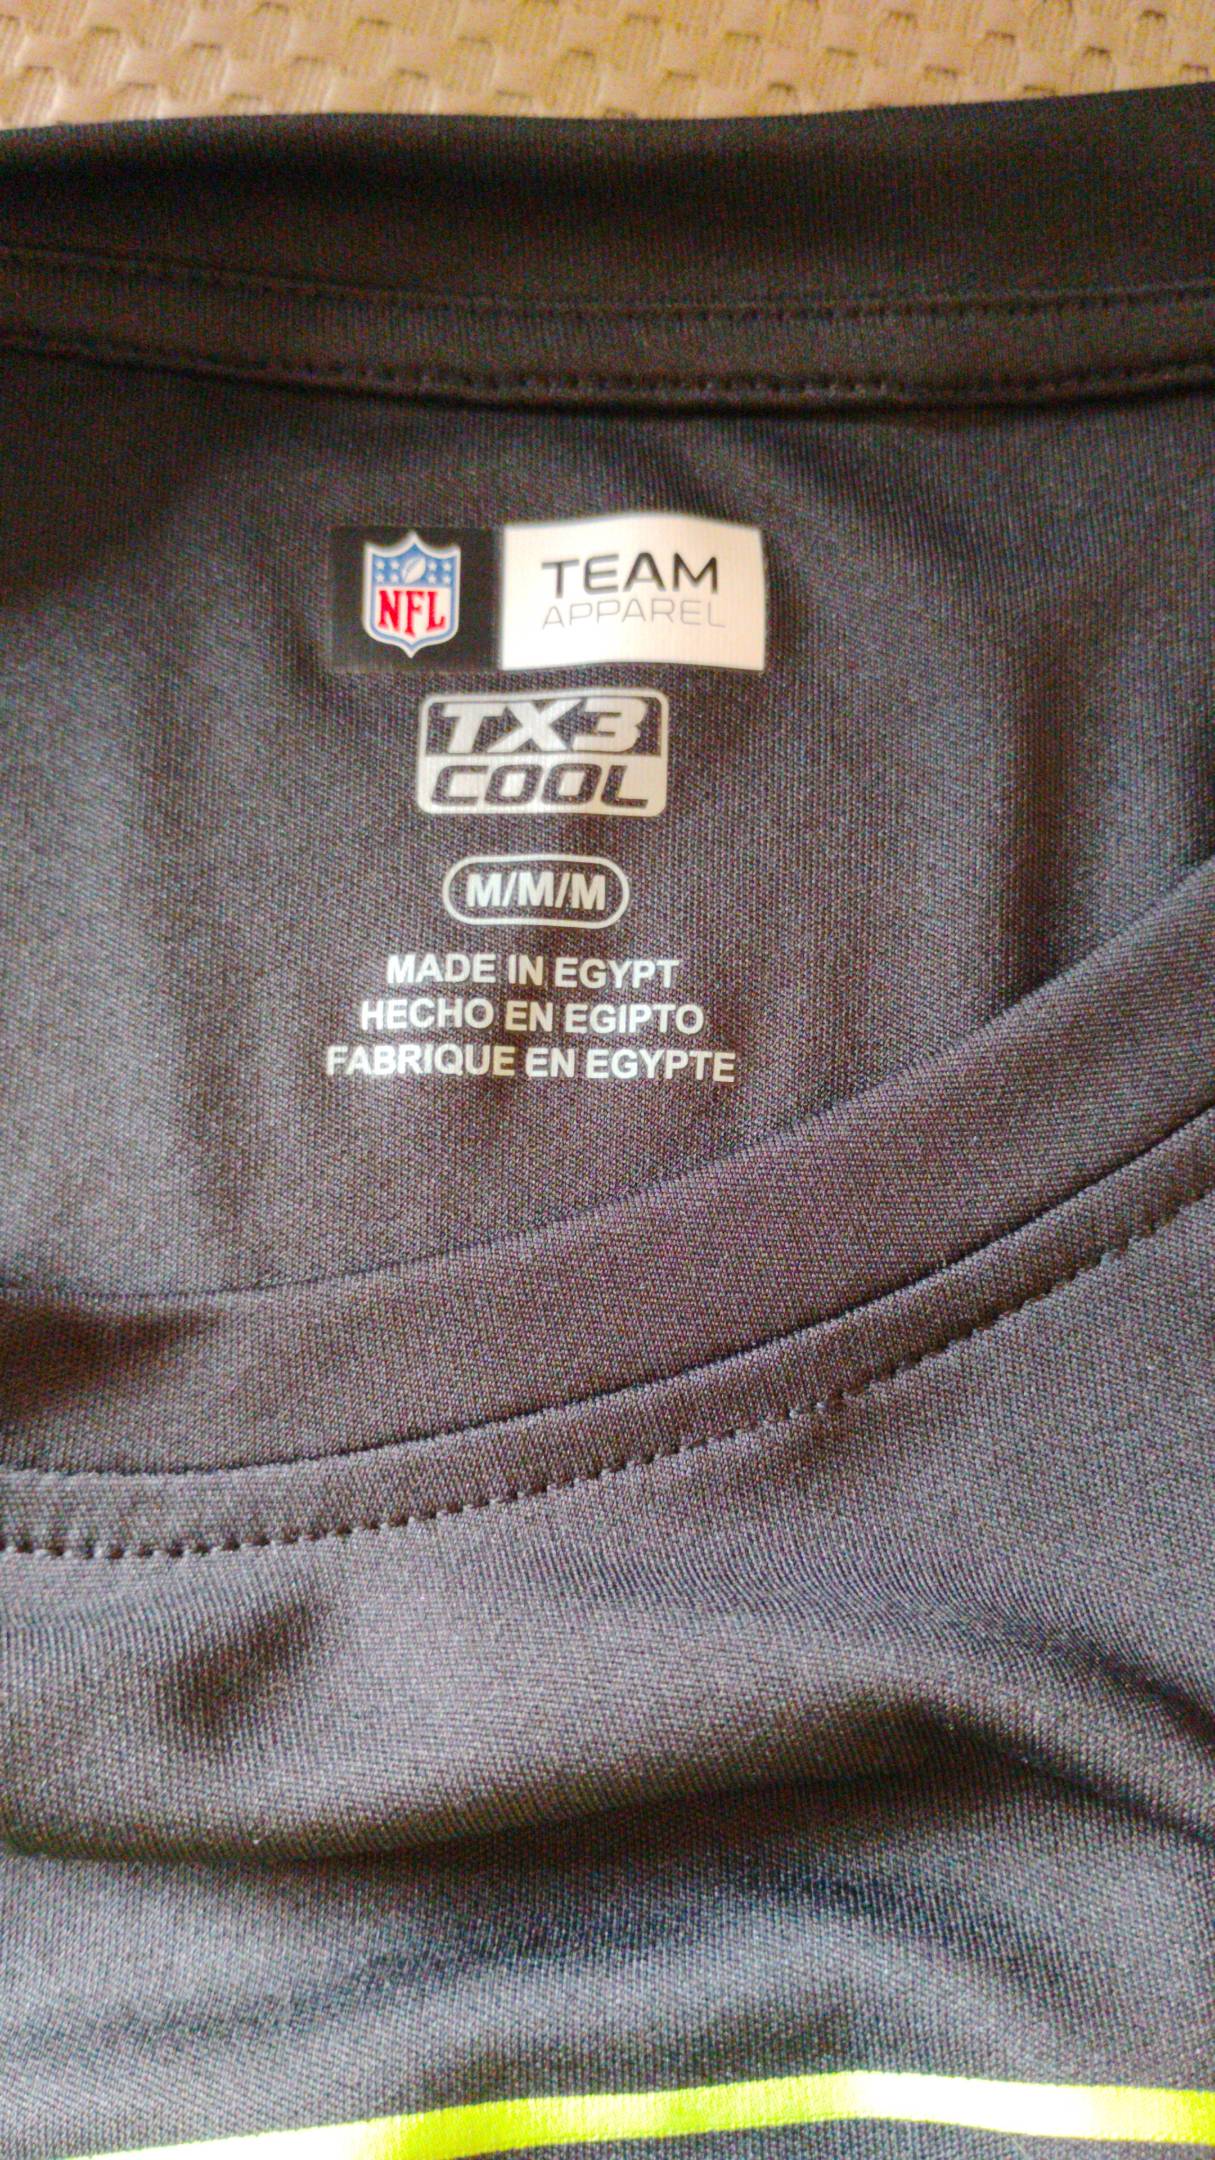 NFL
TEAM
APPAREL
TX3
COOL
M/M/M
MADE IN EGYPT
HECHO EN EGIPTO
FABRIQUE EN EGYPTE